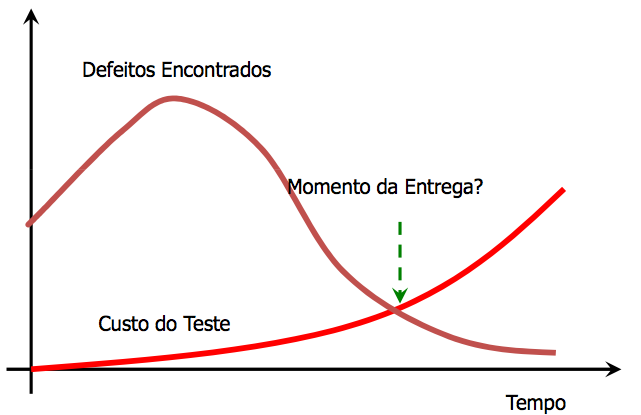 Defeitos Encontrados
Momento da Entrega?
Custo do Teste
Tempo